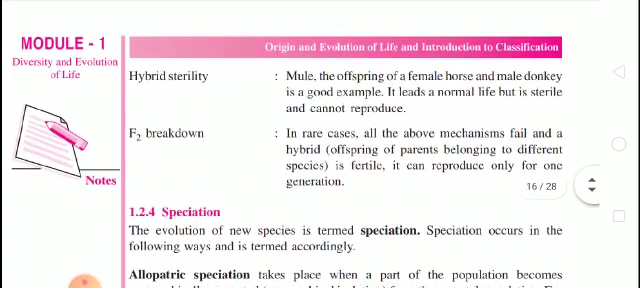 MODULE - 1
Diversity and Evolution
of Life
Notes
Origin and Evolution of Life and Introduction to Classification
Hybrid sterility : Mule, the offspring of a female horse and male donkey
is a good example. It leads a normal life but is sterile
and cannot reproduce.
F₂ breakdown : In rare cases, all the above mechanisms fail and a
hybrid (offspring of parents belonging to different
species) is fertile, it can reproduce only for one
generation.
16 / 28
1.2.4 Speciation
The evolution of new species is termed speciation. Speciation occurs in the
following ways and is termed accordingly.
Allopatric speciation takes place when a part of the population becomes